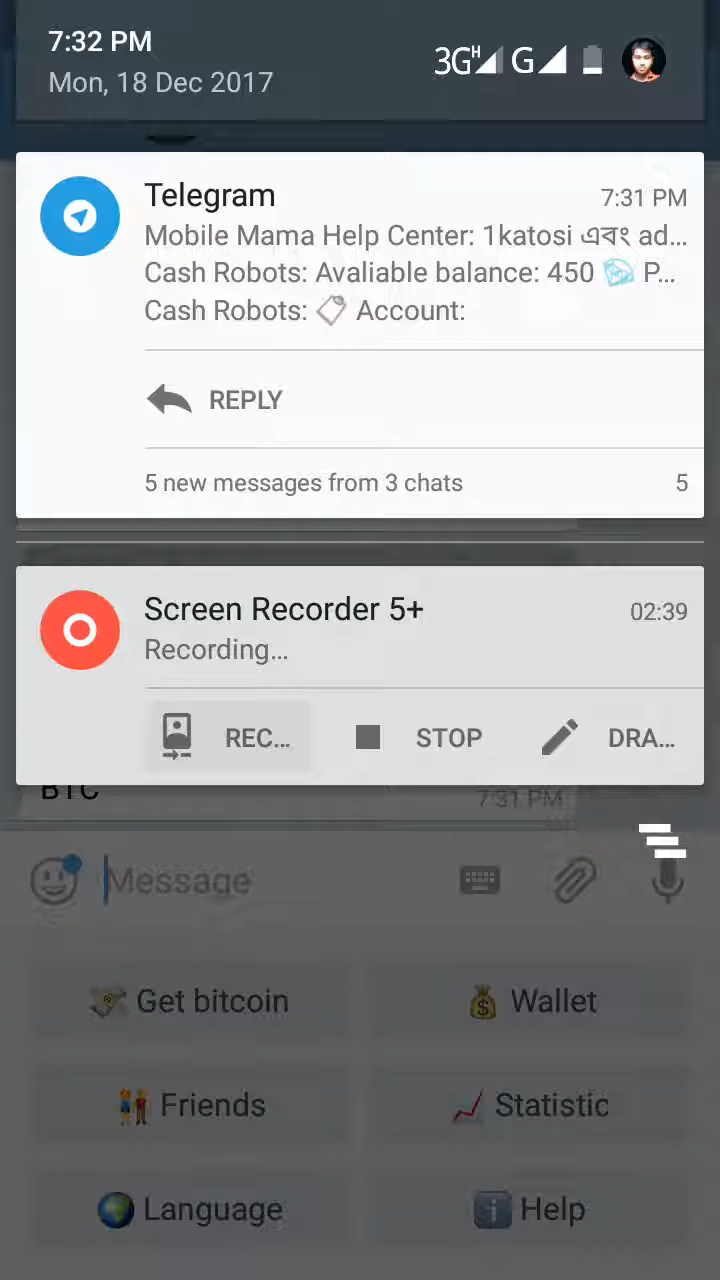 7:32 PM
Mon, 18 Dec 2017
3G H G
Telegram
7:31 PM
Mobile Mama Help Center: 1katosi এবং ad...
Cash Robots: Avaliable balance: 450 P...
Cash Robots: Account:
REPLY
5 new messages from 3 chats
5
Screen Recorder 5+
02:39
Recording...
REC...
STOP
DRA...
BTC
7:31 PM
Message
Get bitcoin
Wallet
Friends
Statistic
Language
Help